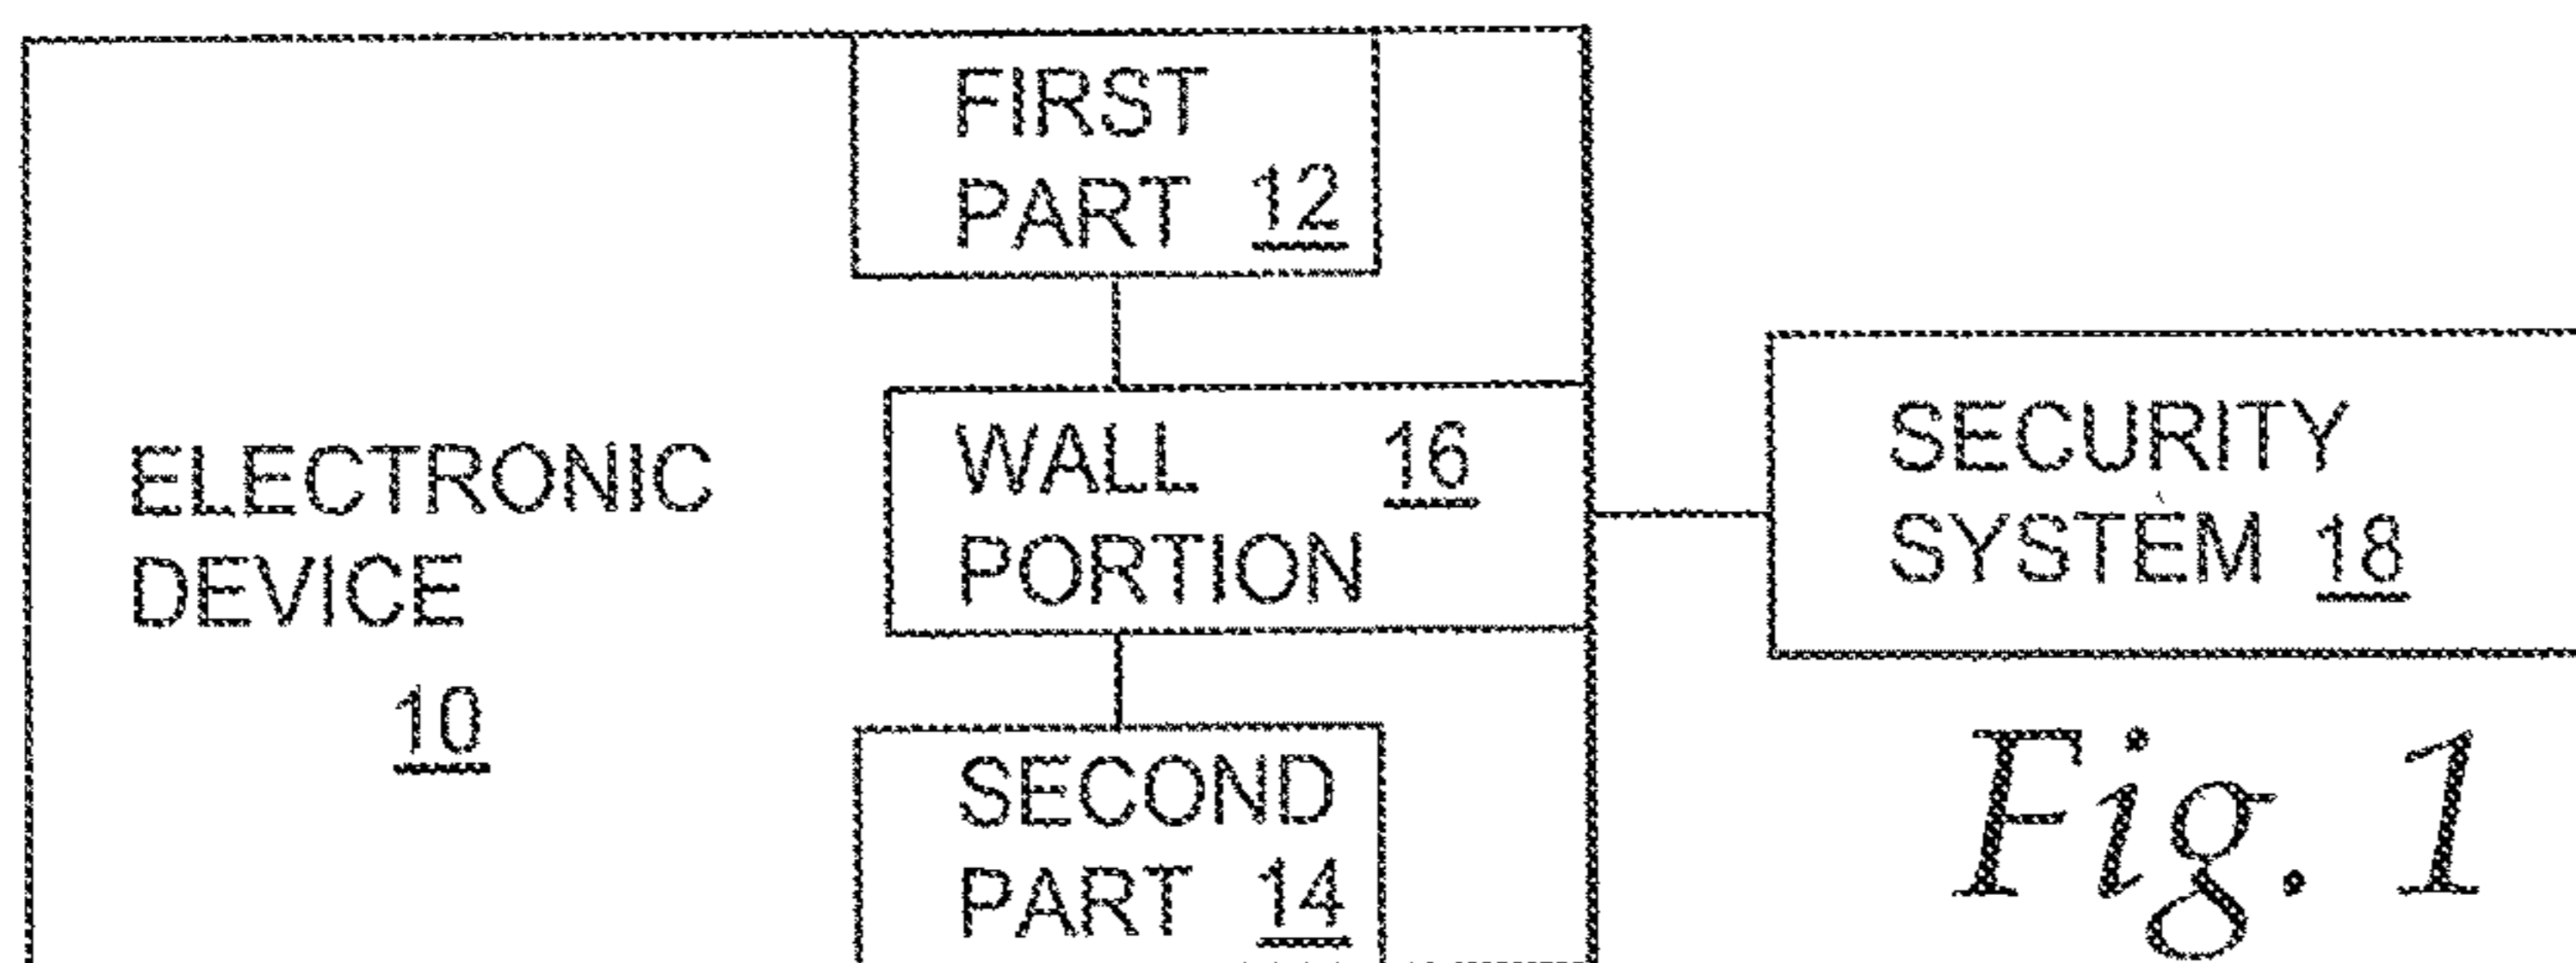 FIRST
PART 12
ELECTRONIC
DEVICE
10
WALL 16
PORTION
SECOND
PART 14
SECURITY
SYSTEM 18
Fig. 1